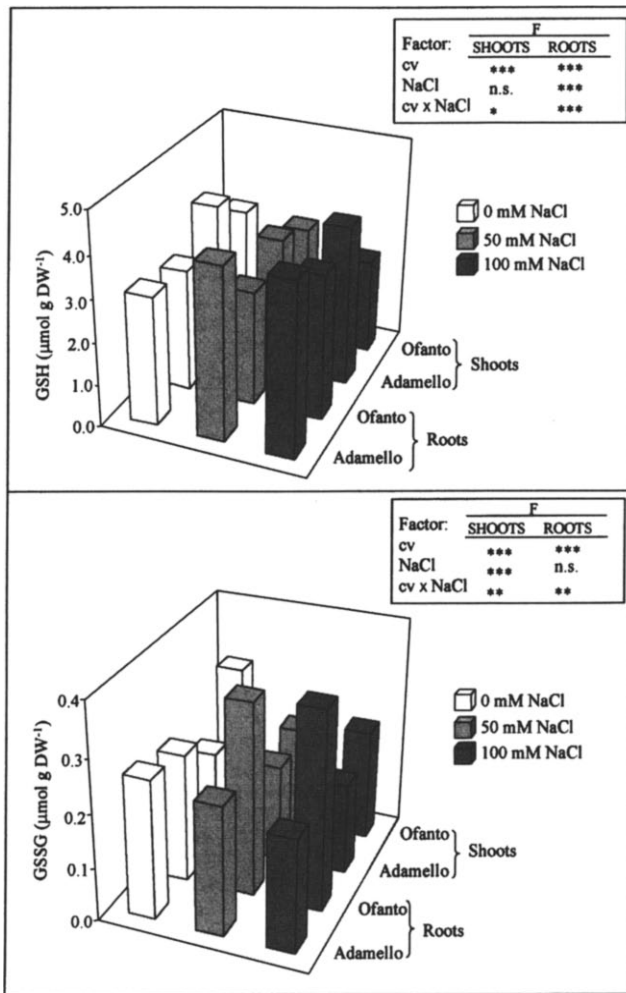 F
Factor: SHOOTS ROOTS
cv *** ***
NaCl n.s. ***
cv x NaCl * ***
5.0
4.0
3.0
2.0
1.0
0.0
GSH (µmol g DW⁻¹)
0 mM NaCl
50 mM NaCl
100 mM NaCl
Ofanto
Adamello
Shoots
Ofanto
Adamello
Roots
F
Factor: SHOOTS ROOTS
cv *** ***
NaCl *** n.s.
cv x NaCl ** **
0.4
0.3
0.2
0.1
0.0
GSSG (µmol g DW⁻¹)
0 mM NaCl
50 mM NaCl
100 mM NaCl
Ofanto
Adamello
Shoots
Ofanto
Adamello
Roots